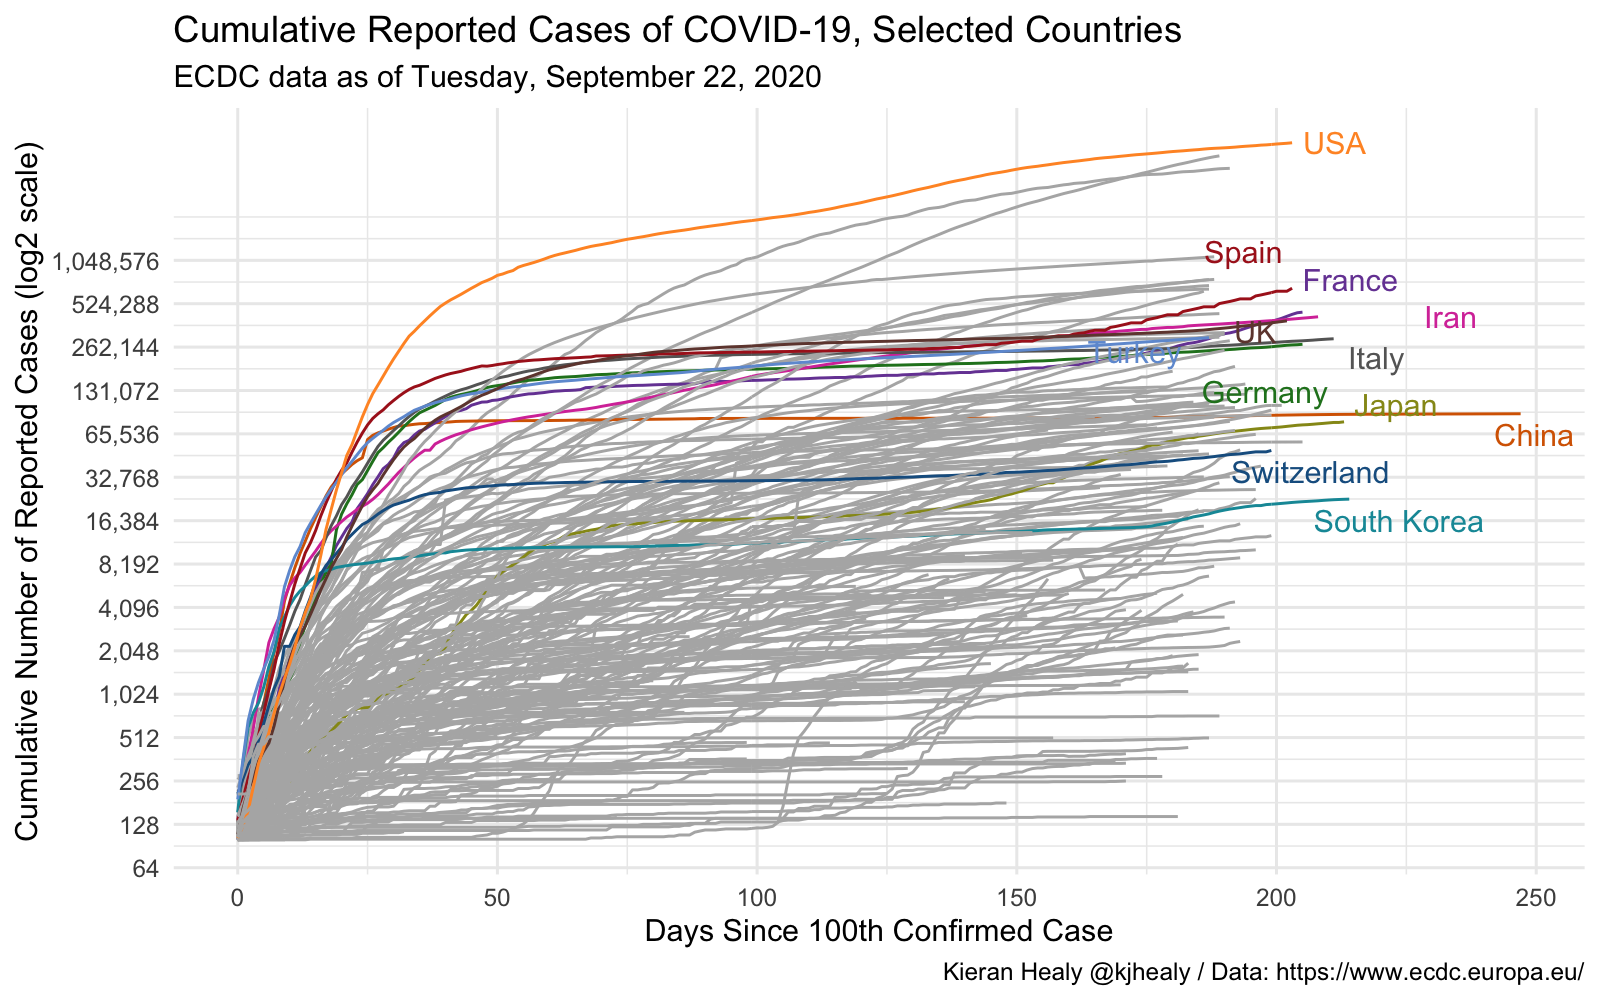 Cumulative Reported Cases of COVID-19, Selected Countries
ECDC data as of Tuesday, September 22, 2020
Cumulative Number of Reported Cases (log2 scale)
1,048,576
524,288
262,144
131,072
65,536
32,768
16,384
8,192
4,096
2,048
1,024
512
256
128
64
USA
Spain
France
Iran
UK
Turkey
Italy
Germany
Japan
China
Switzerland
South Korea
0 50 100 150 200 250
Days Since 100th Confirmed Case
Kieran Healy @kjhealy / Data: https://www.ecdc.europa.eu/